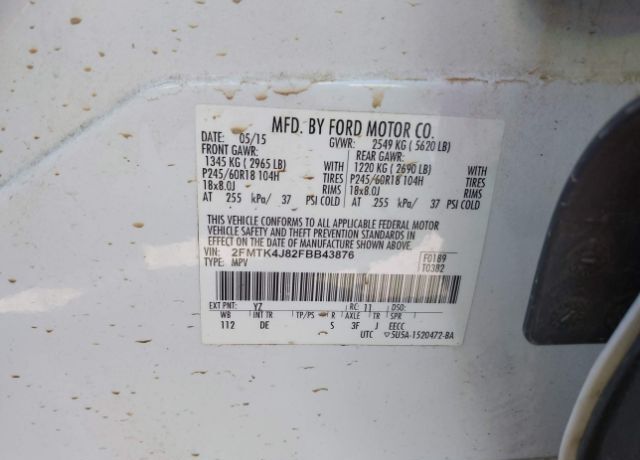 MFD. BY FORD MOTOR CO.
DATE: 05/15 GVWR: 2549 KG ( 5620 LB)
FRONT GAWR: REAR GAWR:
1345 KG ( 2965 LB) WITH 1220 KG ( 2690 LB) WITH
P245/60R18 104H TIRES P245/60R18 104H TIRES
18x8.0J RIMS 18x8.0J RIMS
AT 255 kPa/ 37 PSI COLD AT 255 kPa/ 37 PSI COLD
THIS VEHICLE CONFORMS TO ALL APPLICABLE FEDERAL MOTOR
VEHICLE SAFETY AND THEFT PREVENTION STANDARDS IN
EFFECT ON THE DATE OF MANUFACTURE SHOWN ABOVE.
VIN: 2FMTK4J82FBB43876 F0189
TYPE: MPV T0382
EXT PNT: YZ RC: 11 DSO:
WB INT TR TP/PS R AXLE TR SPR
112 DE S 3F J EECC
UTC ▽5U5A-1520472-BA